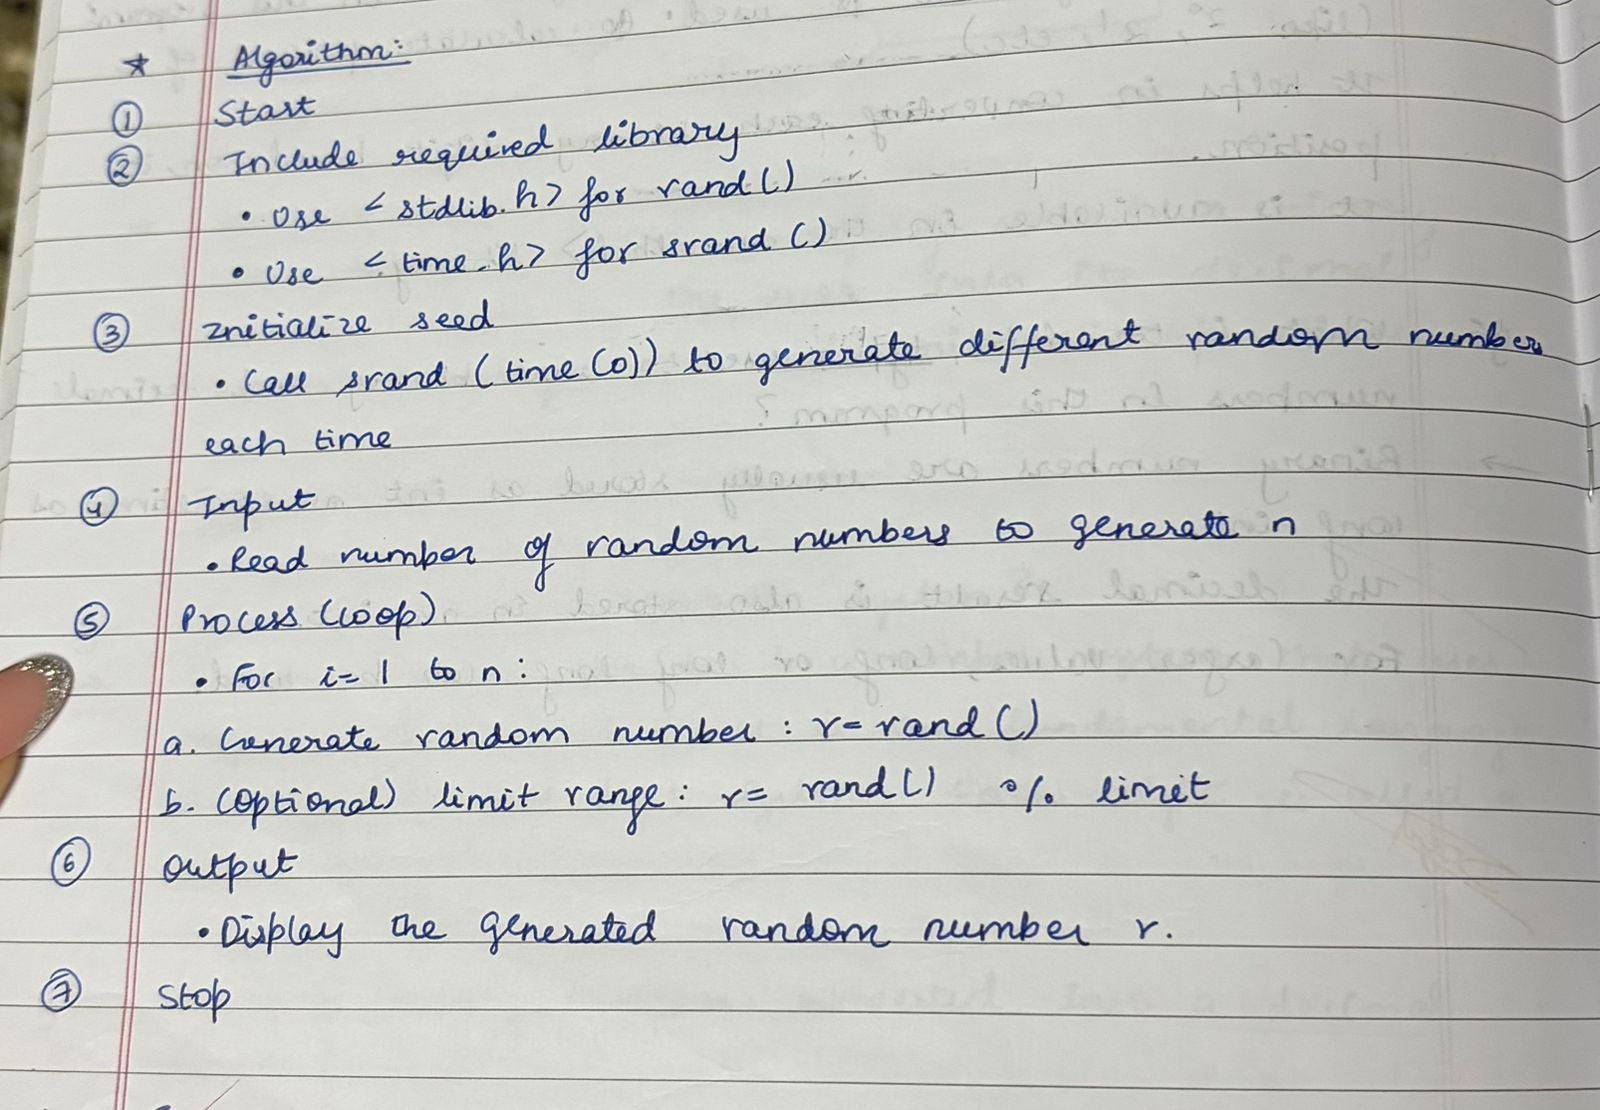 * Algorithm:
① Start
② Include required library
• Use <stdlib.h> for rand()
• Use <time.h> for srand ()
③ Initialize seed
• Call srand (time(0)) to generate different random number
each time
④ Input
• Read number of random numbers to generate n
⑤ Process (loop)
• For i=1 to n:
a. Generate random number : r= rand()
b. (Optional) limit range: r= rand() % limit
⑥ Output
• Display the generated random number r.
⑦ Stop